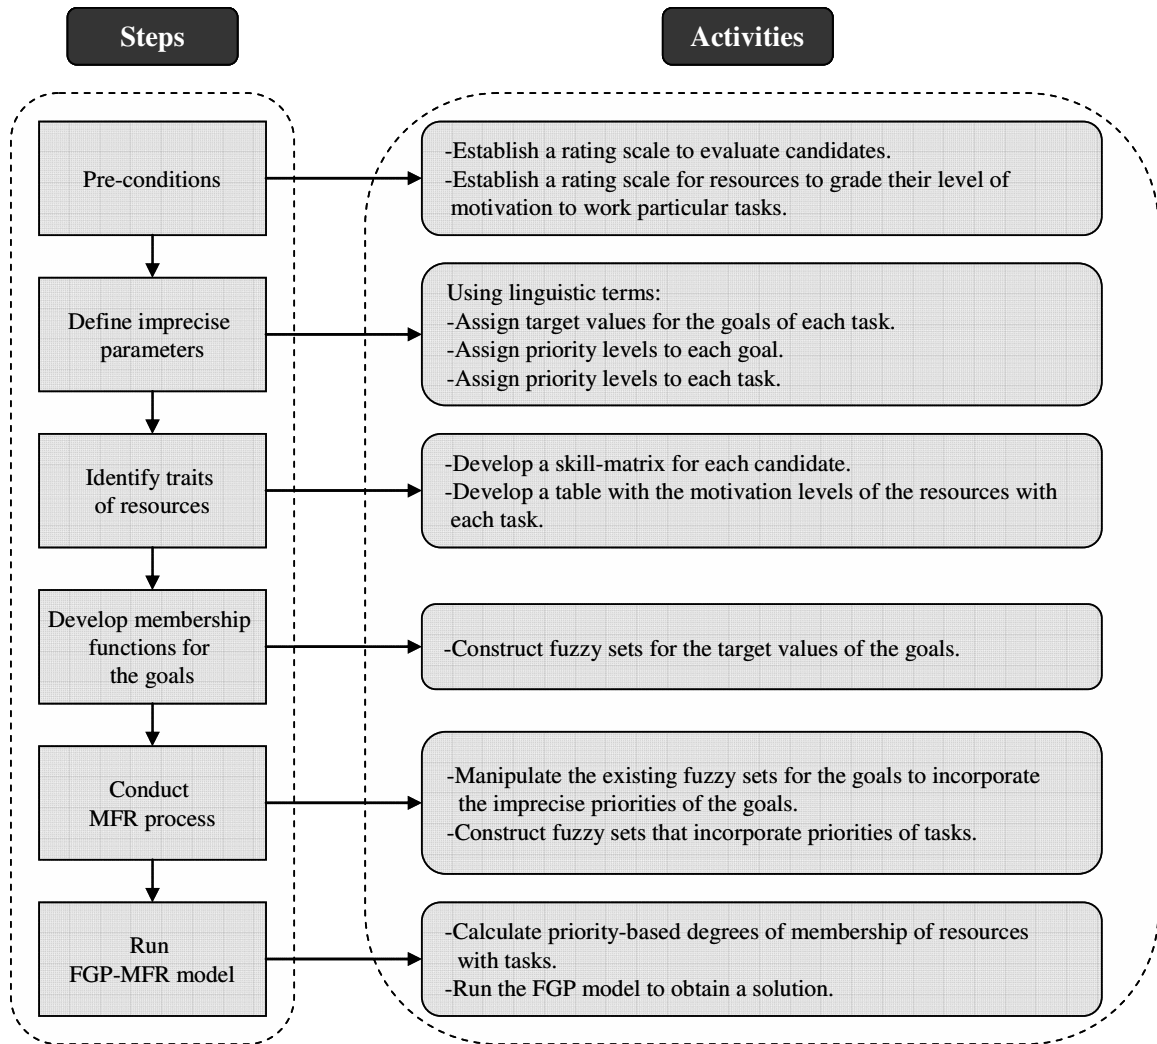 Steps
Activities
Pre-conditions
-Establish a rating scale to evaluate candidates.
-Establish a rating scale for resources to grade their level of
motivation to work particular tasks.
Define imprecise
parameters
Using linguistic terms:
-Assign target values for the goals of each task.
-Assign priority levels to each goal.
-Assign priority levels to each task.
Identify traits
of resources
-Develop a skill-matrix for each candidate.
-Develop a table with the motivation levels of the resources with
each task.
Develop membership
functions for
the goals
-Construct fuzzy sets for the target values of the goals.
Conduct
MFR process
-Manipulate the existing fuzzy sets for the goals to incorporate
the imprecise priorities of the goals.
-Construct fuzzy sets that incorporate priorities of tasks.
Run
FGP-MFR model
-Calculate priority-based degrees of membership of resources
with tasks.
-Run the FGP model to obtain a solution.